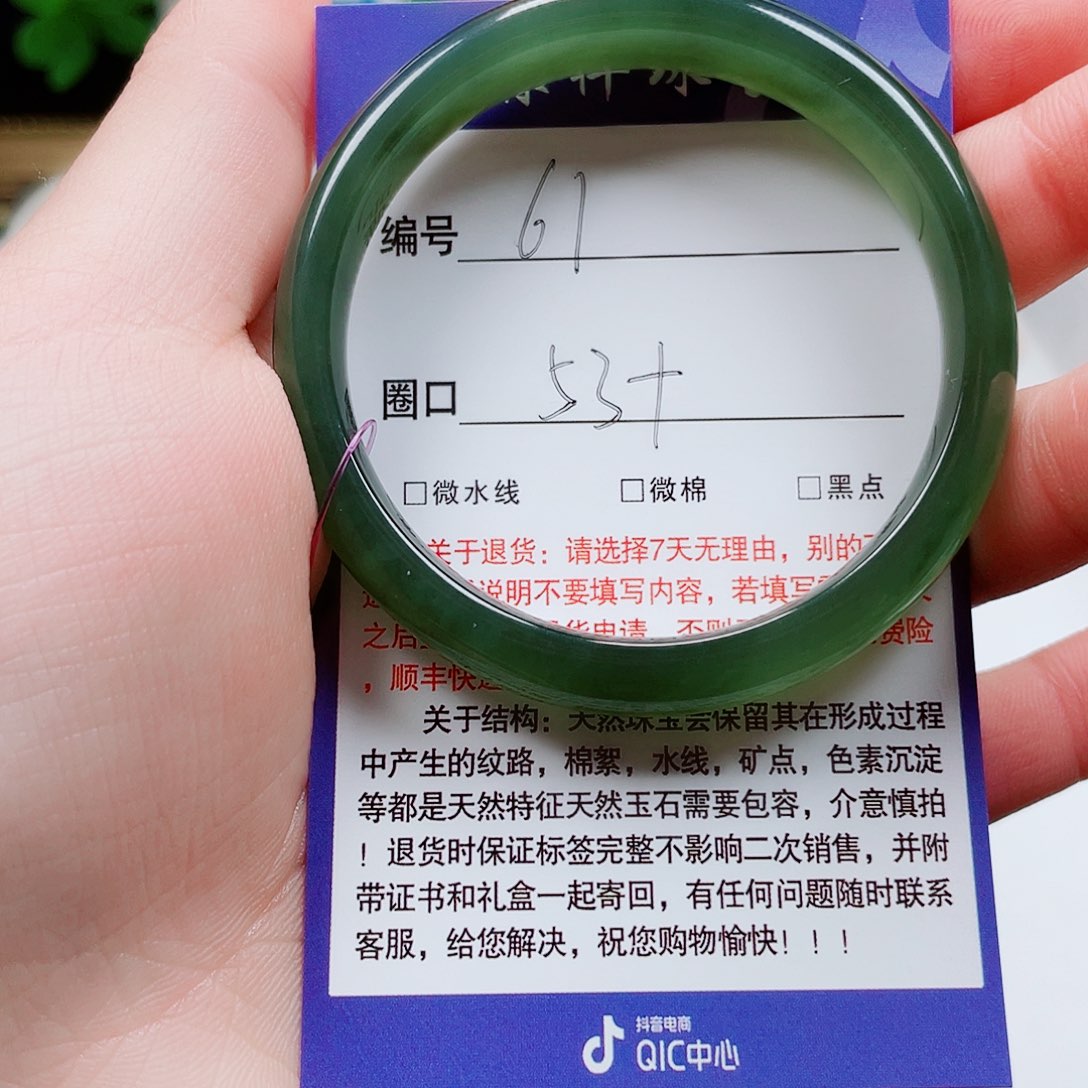 编号 61
圈口 53+
□微水线 □微棉 □黑点
关于退货：请选择7天无理由，别的
说明不要填写内容，若填写
之后 货申请 不则 费险
，顺丰快递
关于结构：天然珠宝会保留其在形成过程
中产生的纹路，棉絮，水线，矿点，色素沉淀
等都是天然特征天然玉石需要包容，介意慎拍
！退货时保证标签完整不影响二次销售，并附
带证书和礼盒一起寄回，有任何问题随时联系
客服，给您解决，祝您购物愉快！！！
抖音电商
QIC中心